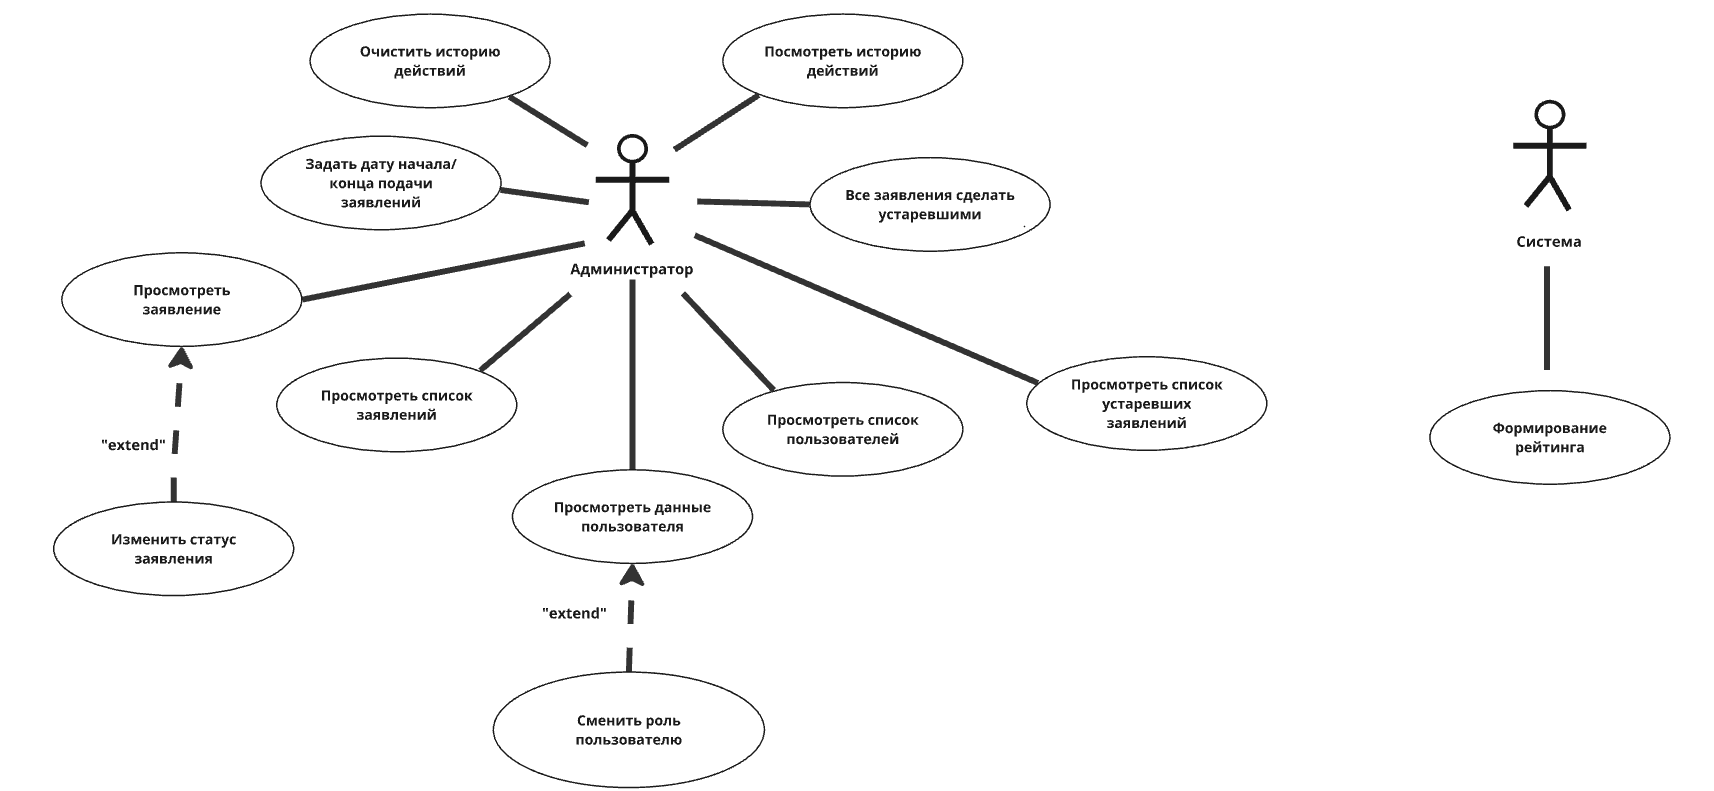 Очистить историю
действий
Посмотреть историю
действий
Задать дату начала/
конца подачи
заявлений
Все заявления сделать
устаревшими
Система
Администратор
Просмотреть
заявление
Просмотреть список
заявлений
Просмотреть список
пользователей
Просмотреть список
устаревших
заявлений
Формирование
рейтинга
"extend"
Просмотреть данные
пользователя
Изменить статус
заявления
"extend"
Сменить роль
пользователю